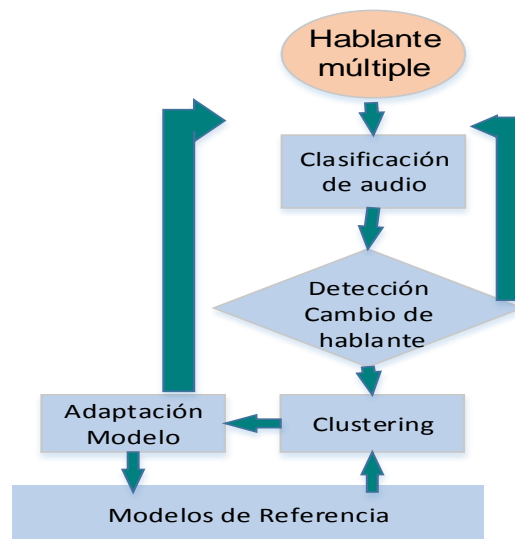 Hablante
múltiple
Clasificación
de audio
Detección
Cambio de
hablante
Adaptación
Modelo
Clustering
Modelos de Referencia